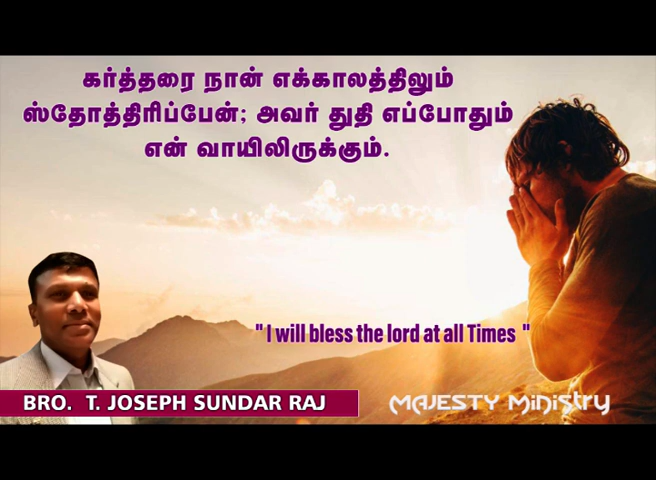 கர்த்தரை நான் எக்காலத்திலும்
ஸ்தோத்திரிப்பேன்; அவர் துதி எப்போதும்
என் வாயிலிருக்கும்.
" I will bless the lord at all Times "
BRO. T. JOSEPH SUNDAR RAJ
MAJESTY Ministry